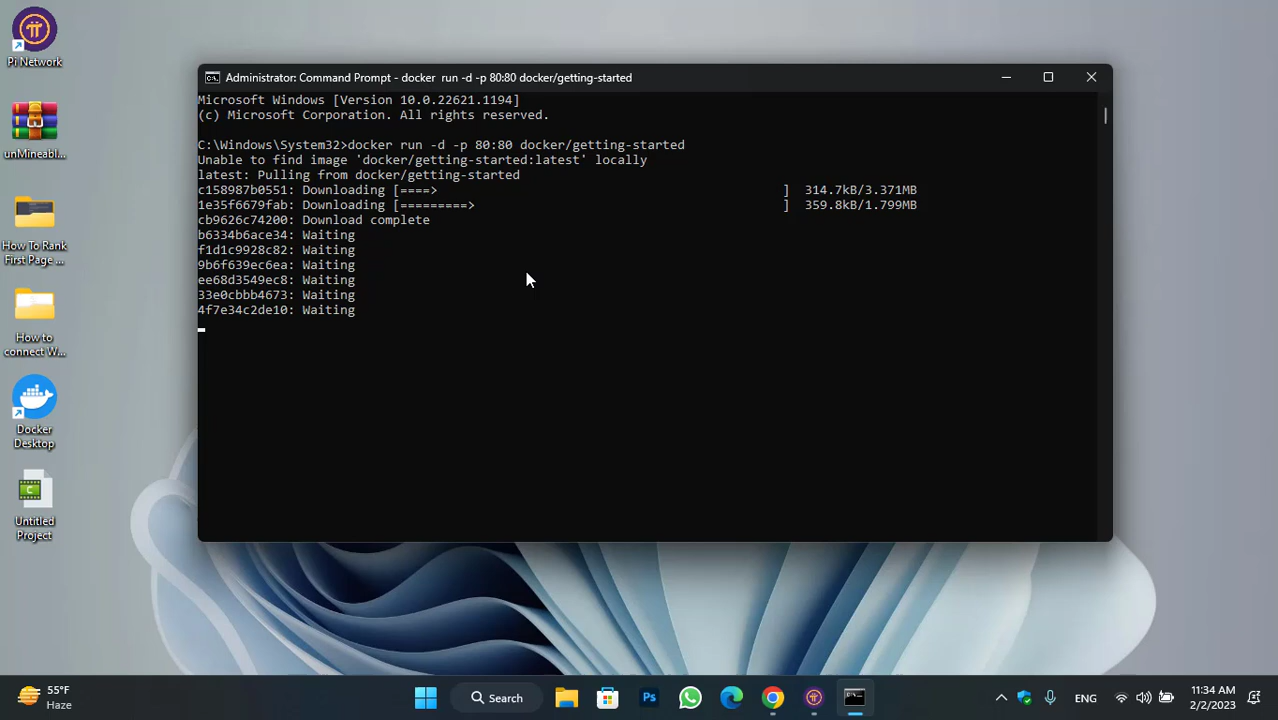 Pi Network
unMineabl...
How To Rank
First Page ...
How to
connect W...
Docker
Desktop
C
Untitled
Project
Administrator: Command Prompt - docker  run -d -p 80:80 docker/getting-started
Microsoft Windows [Version 10.0.22621.1194]
(c) Microsoft Corporation. All rights reserved.
C:\Windows\System32>docker run -d -p 80:80 docker/getting-started
Unable to find image 'docker/getting-started:latest' locally
latest: Pulling from docker/getting-started
c158987b0551: Downloading [====>                                              ]  314.7kB/3.371MB
1e35f6679fab: Downloading [=========>                                         ]  359.8kB/1.799MB
cb9626c74200: Download complete
b6334b6ace34: Waiting
f1d1c9928c82: Waiting
9b6f639ec6ea: Waiting
ee68d3549ec8: Waiting
33e0cbbb4673: Waiting
4f7e34c2de10: Waiting
55°F
Haze
Search
Ps
ENG
11:34 AM
2/2/2023